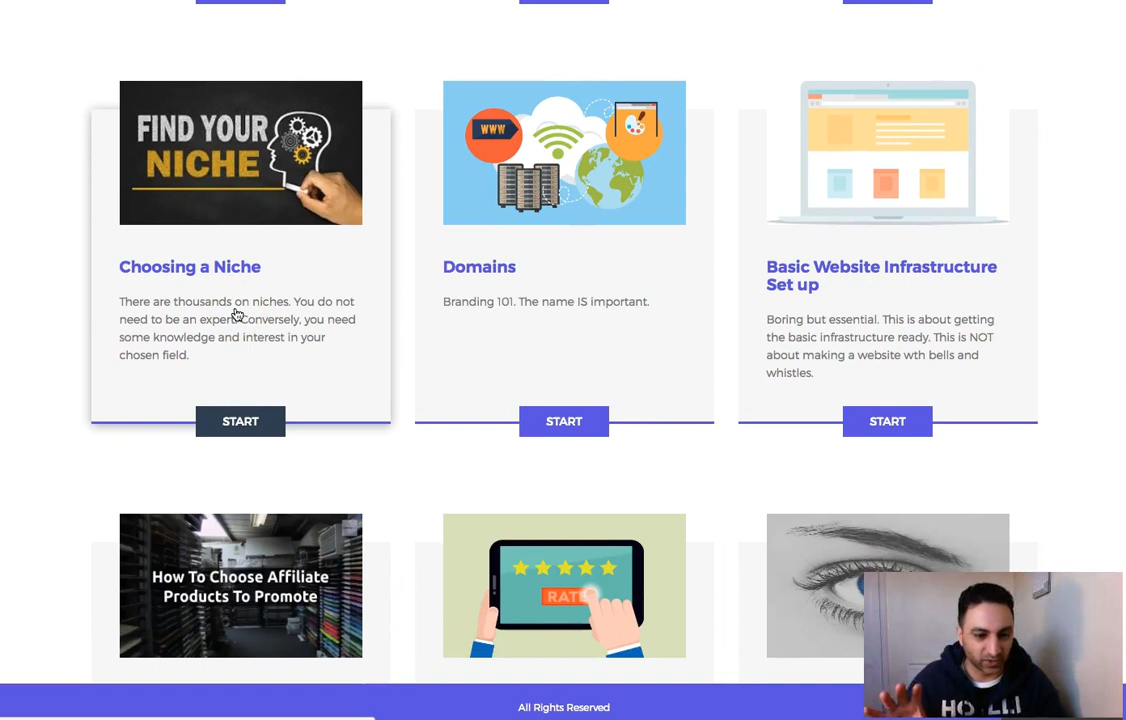 FIND YOUR
NICHE
WWW
Choosing a Niche
There are thousands on niches. You do not
need to be an expert. Conversely, you need
some knowledge and interest in your
chosen field.
START
Domains
Branding 101. The name IS important.
START
Basic Website Infrastructure
Set up
Boring but essential. This is about getting
the basic infrastructure ready. This is NOT
about making a website wth bells and
whistles.
START
How To Choose Affiliate
Products To Promote
RATE
All Rights Reserved